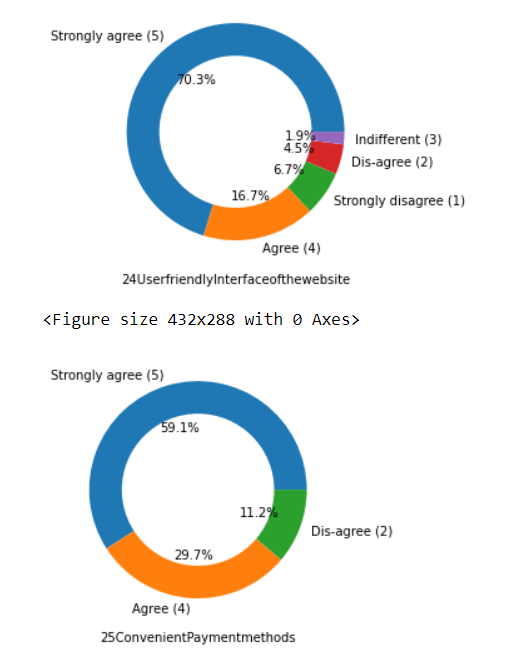 Strongly agree (5)
70.3%
1.9%
Indifferent (3)
4.5%
Dis-agree (2)
6.7%
Strongly disagree (1)
16.7%
Agree (4)
24UserfriendlyInterfaceofthewebsite
<Figure size 432x288 with 0 Axes>
Strongly agree (5)
59.1%
11.2%
Dis-agree (2)
29.7%
Agree (4)
25ConvenientPaymentmethods